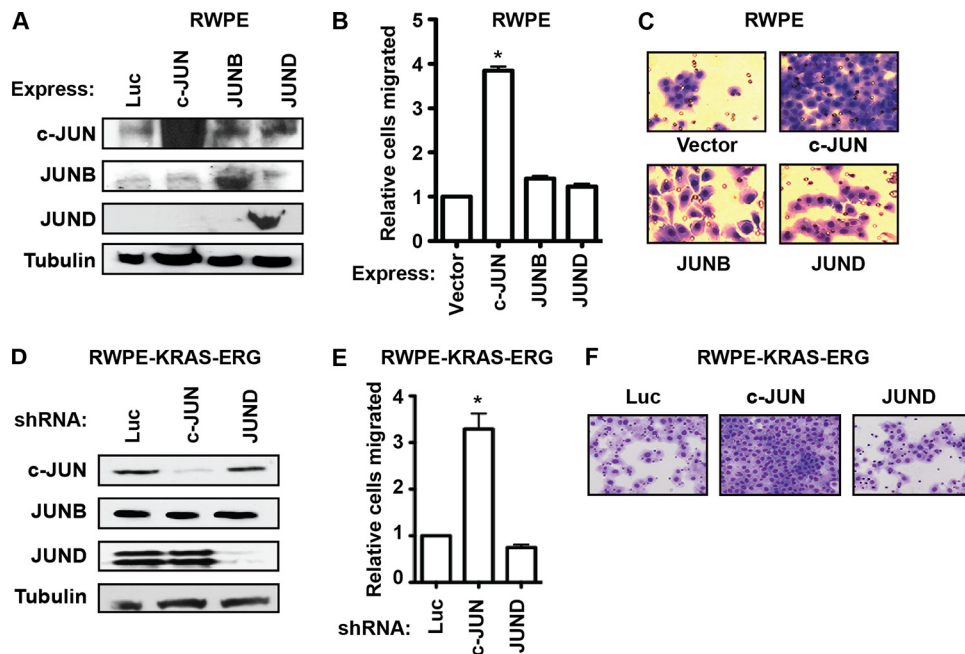 A
RWPE
Express:
Luc
c-JUN
JUNB
JUND
c-JUN
JUNB
JUND
Tubulin
B
RWPE
Relative cells migrated
5
4
3
2
1
0
*
Express:
Vector
c-JUN
JUNB
JUND
C
RWPE
Vector
c-JUN
JUNB
JUND
D
RWPE-KRAS-ERG
shRNA:
Luc
c-JUN
JUND
c-JUN
JUNB
JUND
Tubulin
E
RWPE-KRAS-ERG
Relative cells migrated
4
3
2
1
0
*
shRNA:
Luc
c-JUN
JUND
F
RWPE-KRAS-ERG
Luc
c-JUN
JUND